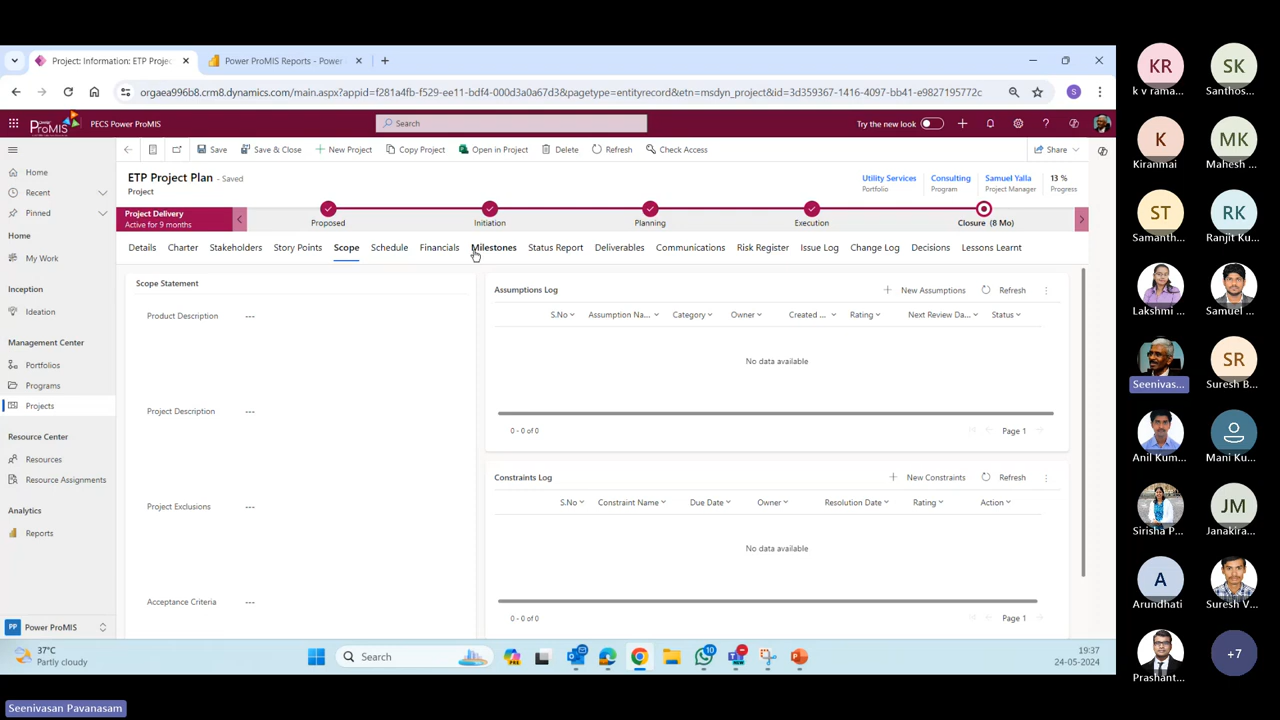 Project: Information: ETP Projec
Power ProMIS Reports - Power
orgaea996b8.crm8.dynamics.com/main.aspx?appid=f281a4fb-f529-ee11-bdf4-000d3a0a67d3&pagetype=entityrecord&etn=msdyn_project&id=3d359367-1416-4097-bb41-e9827195772c
S
ProMIS
PECS Power ProMIS
Search
Try the new look
Save
Save & Close
New Project
Copy Project
Open in Project
Delete
Refresh
Check Access
Share
Home
Recent
Pinned
Home
My Work
Inception
Ideation
Management Center
Portfolios
Programs
Projects
Resource Center
Resources
Resource Assignments
Analytics
Reports
PP Power ProMIS
ETP Project Plan - Saved
Project
Utility Services
Portfolio
Consulting
Program
Samuel Yalla
Project Manager
13 %
Progress
Project Delivery
Active for 9 months
Proposed
Initiation
Planning
Execution
Closure (8 Mo)
Details Charter Stakeholders Story Points Scope Schedule Financials Milestones Status Report Deliverables Communications Risk Register Issue Log Change Log Decisions Lessons Learnt
Scope Statement
Product Description ---
Project Description ---
Project Exclusions ---
Acceptance Criteria ---
Assumptions Log
New Assumptions
Refresh
S.No Assumption Na... Category Owner Created ... Rating Next Review Da... Status
No data available
0 - 0 of 0
Page 1
Constraints Log
New Constraints
Refresh
S.No Constraint Name Due Date Owner Resolution Date Rating Action
No data available
0 - 0 of 0
Page 1
37°C
Partly cloudy
Search
10
19:37
24-05-2024
KR
k v rama...
SK
Santhos...
K
Kiranmai
MK
Mahesh ...
ST
Samanth...
RK
Ranjit Ku...
Lakshmi ...
Samuel ...
Seenivas...
SR
Suresh B...
Anil Kum...
Mani Ku...
Sirisha P...
JM
Janakira...
A
Arundhati
Suresh V...
Prashant...
+7
Seenivasan Pavanasam